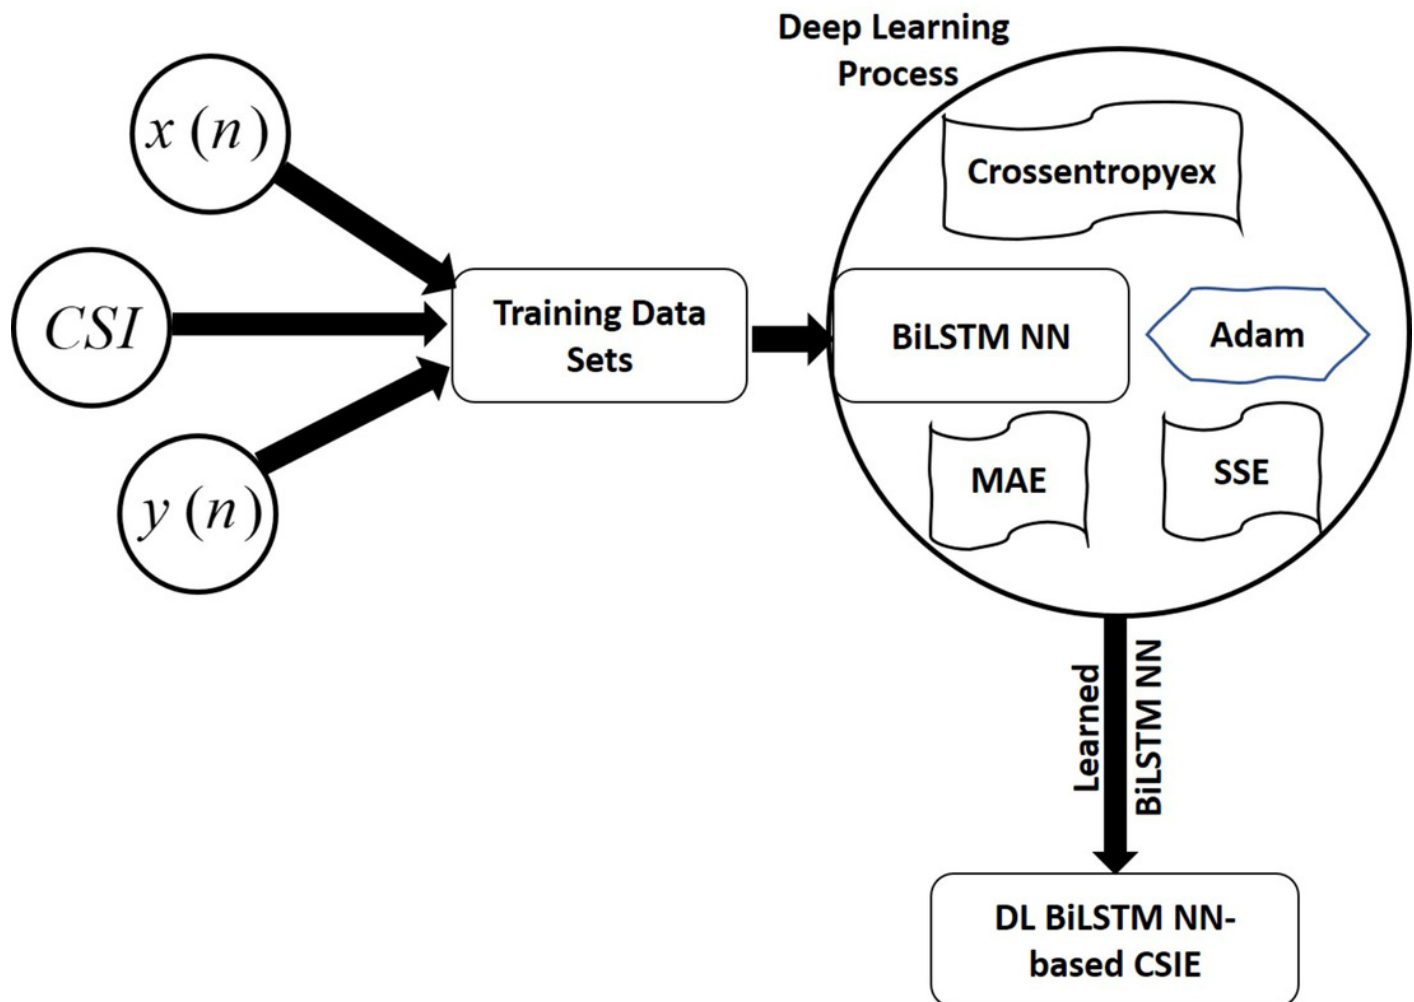 Deep Learning
Process
x (n)
Crossentropyex
CSI
Training Data
Sets
BiLSTM NN
Adam
y (n)
MAE
SSE
Learned
BiLSTM NN
DL BiLSTM NN-
based CSIE